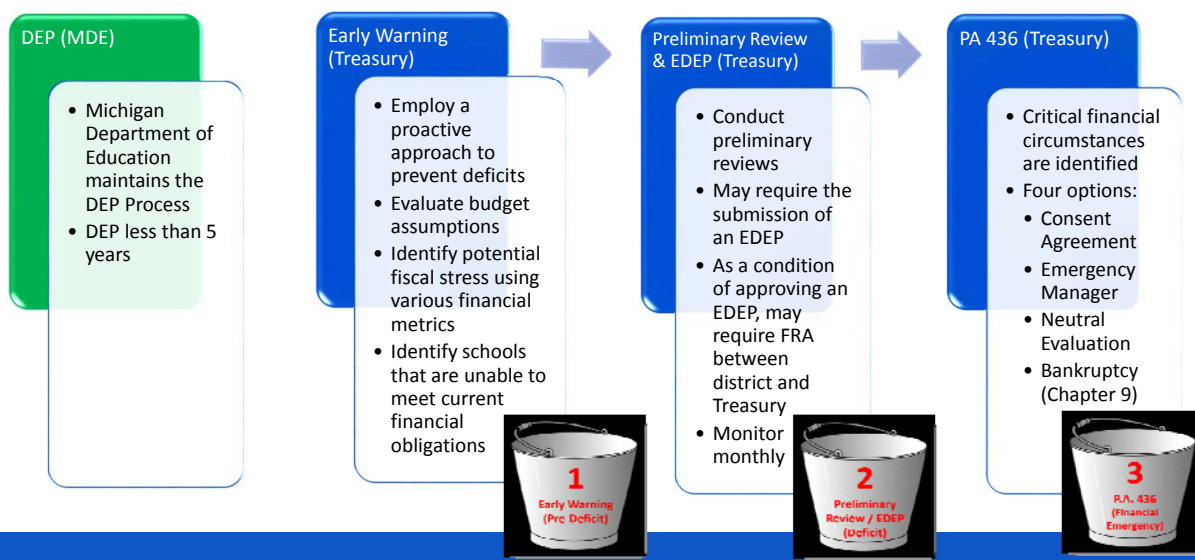 DEP (MDE)
• Michigan
Department of
Education
maintains the
DEP Process
• DEP less than 5
years
Early Warning
(Treasury)
• Employ a
proactive
approach to
prevent deficits
• Evaluate budget
assumptions
• Identify potential
fiscal stress using
various financial
metrics
• Identify schools
that are unable to
meet current
financial
obligations
1
Early Warning
(Pre Deficit)
Preliminary Review
& EDEP (Treasury)
• Conduct
preliminary
reviews
• May require the
submission of
an EDEP
• As a condition
of approving an
EDEP, may
require FRA
between
district and
Treasury
• Monitor
monthly
2
Preliminary
Review / EDEP
(Deficit)
PA 436 (Treasury)
• Critical financial
circumstances
are identified
• Four options:
• Consent
Agreement
• Emergency
Manager
• Neutral
Evaluation
• Bankruptcy
(Chapter 9)
3
P.A. 436
(Financial
Emergency)